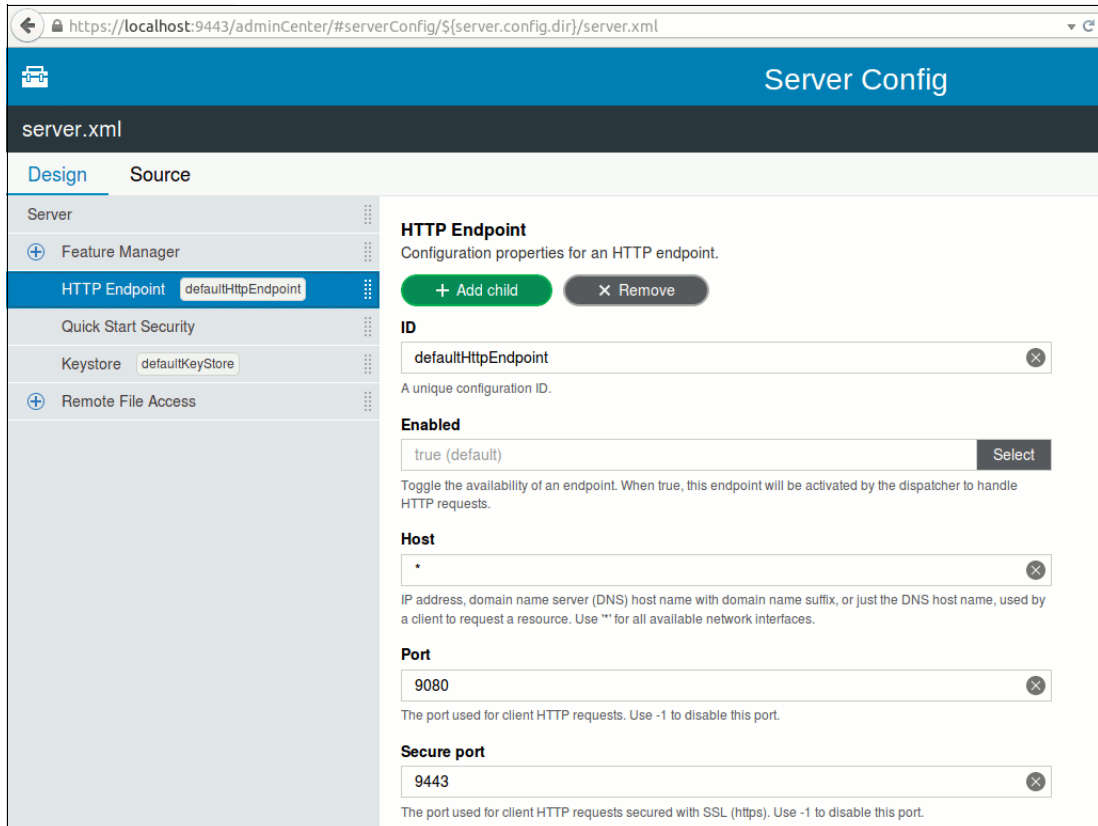 https://localhost:9443/adminCenter/#serverConfig/${server.config.dir}/server.xml
Server Config
server.xml
Design Source
Server
Feature Manager
HTTP Endpoint defaultHttpEndpoint
Quick Start Security
Keystore defaultKeyStore
Remote File Access
HTTP Endpoint
Configuration properties for an HTTP endpoint.
+ Add child × Remove
ID
defaultHttpEndpoint
A unique configuration ID.
Enabled
true (default) Select
Toggle the availability of an endpoint. When true, this endpoint will be activated by the dispatcher to handle
HTTP requests.
Host
*
IP address, domain name server (DNS) host name with domain name suffix, or just the DNS host name, used by
a client to request a resource. Use '*' for all available network interfaces.
Port
9080
The port used for client HTTP requests. Use -1 to disable this port.
Secure port
9443
The port used for client HTTP requests secured with SSL (https). Use -1 to disable this port.